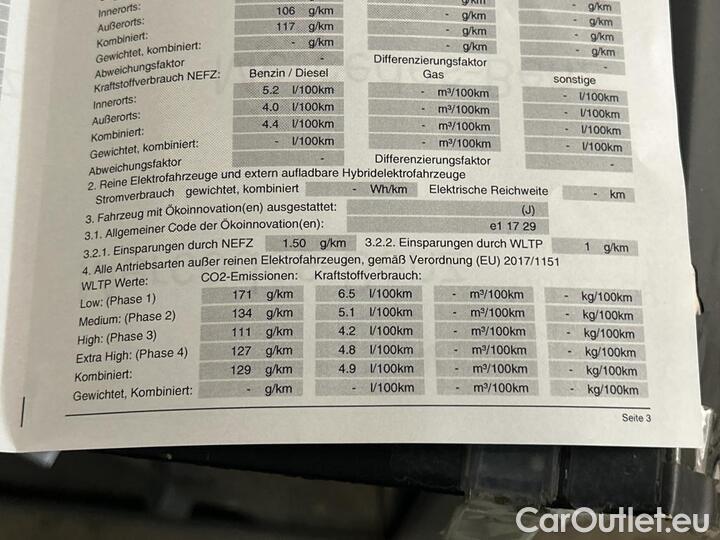 Innerorts: g/km g/km
Außerorts: 106 g/km - g/km - g/km
Kombiniert: 117 g/km - g/km - g/km
Gewichtet, kombiniert: - g/km - g/km - g/km
Abweichungsfaktor - Differenzierungsfaktor -
Kraftstoffverbrauch NEFZ: Benzin / Diesel Gas sonstige
Innerorts: 5.2 l/100km - m³/100km - l/100km
Außerorts: 4.0 l/100km - m³/100km - l/100km
Kombiniert: 4.4 l/100km - m³/100km - l/100km
Gewichtet, kombiniert: - l/100km - m³/100km - l/100km
Abweichungsfaktor - Differenzierungsfaktor -
2. Reine Elektrofahrzeuge und extern aufladbare Hybridelektrofahrzeuge
Stromverbrauch gewichtet, kombiniert - Wh/km Elektrische Reichweite - km
3. Fahrzeug mit Ökoinnovation(en) ausgestattet: (J)
3.1. Allgemeiner Code der Ökoinnovation(en): e1 17 29
3.2.1. Einsparungen durch NEFZ 1.50 g/km 3.2.2. Einsparungen durch WLTP 1 g/km
4. Alle Antriebsarten außer reinen Elektrofahrzeugen, gemäß Verordnung (EU) 2017/1151
WLTP Werte: CO2-Emissionen: Kraftstoffverbrauch:
Low: (Phase 1) 171 g/km 6.5 l/100km - m³/100km - kg/100km
Medium: (Phase 2) 134 g/km 5.1 l/100km - m³/100km - kg/100km
High: (Phase 3) 111 g/km 4.2 l/100km - m³/100km - kg/100km
Extra High: (Phase 4) 127 g/km 4.8 l/100km - m³/100km - kg/100km
Kombiniert: 129 g/km 4.9 l/100km - m³/100km - kg/100km
Gewichtet, Kombiniert: - g/km - l/100km - m³/100km - kg/100km
Seite 3
CarOutlet.eu